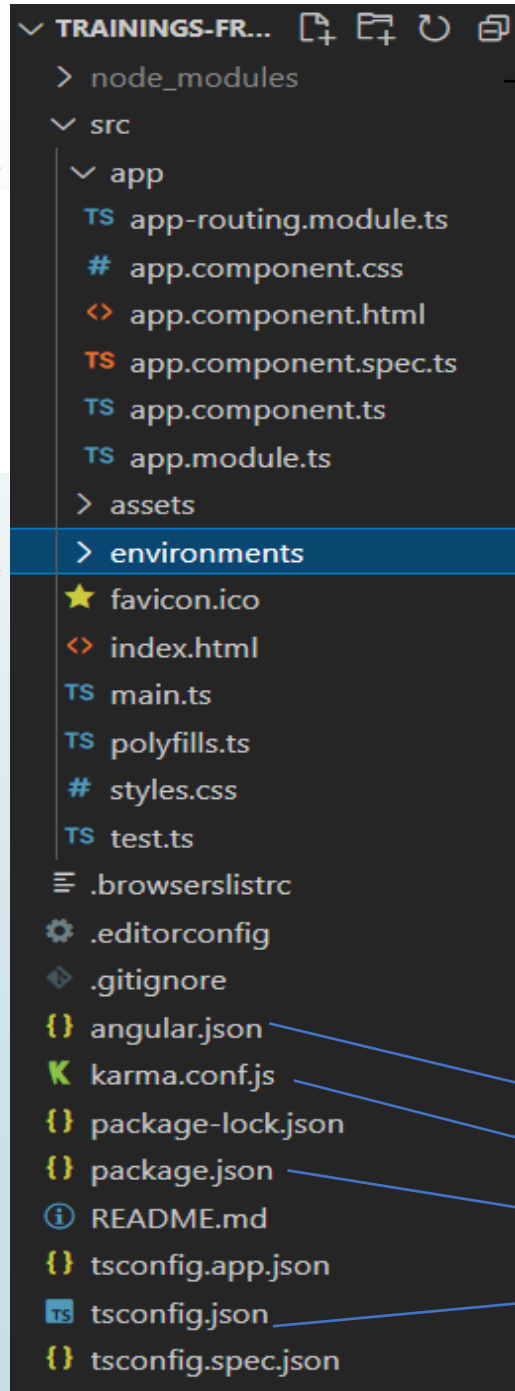 TRAININGS-FR...
node_modules
src
app
TS app-routing.module.ts
# app.component.css
<> app.component.html
TS app.component.spec.ts
TS app.component.ts
TS app.module.ts
assets
environments
favicon.ico
<> index.html
TS main.ts
TS polyfills.ts
# styles.css
TS test.ts
.browserslistrc
.editorconfig
.gitignore
{} angular.json
K karma.conf.js
{} package-lock.json
{} package.json
README.md
{} tsconfig.app.json
TS tsconfig.json
{} tsconfig.spec.json